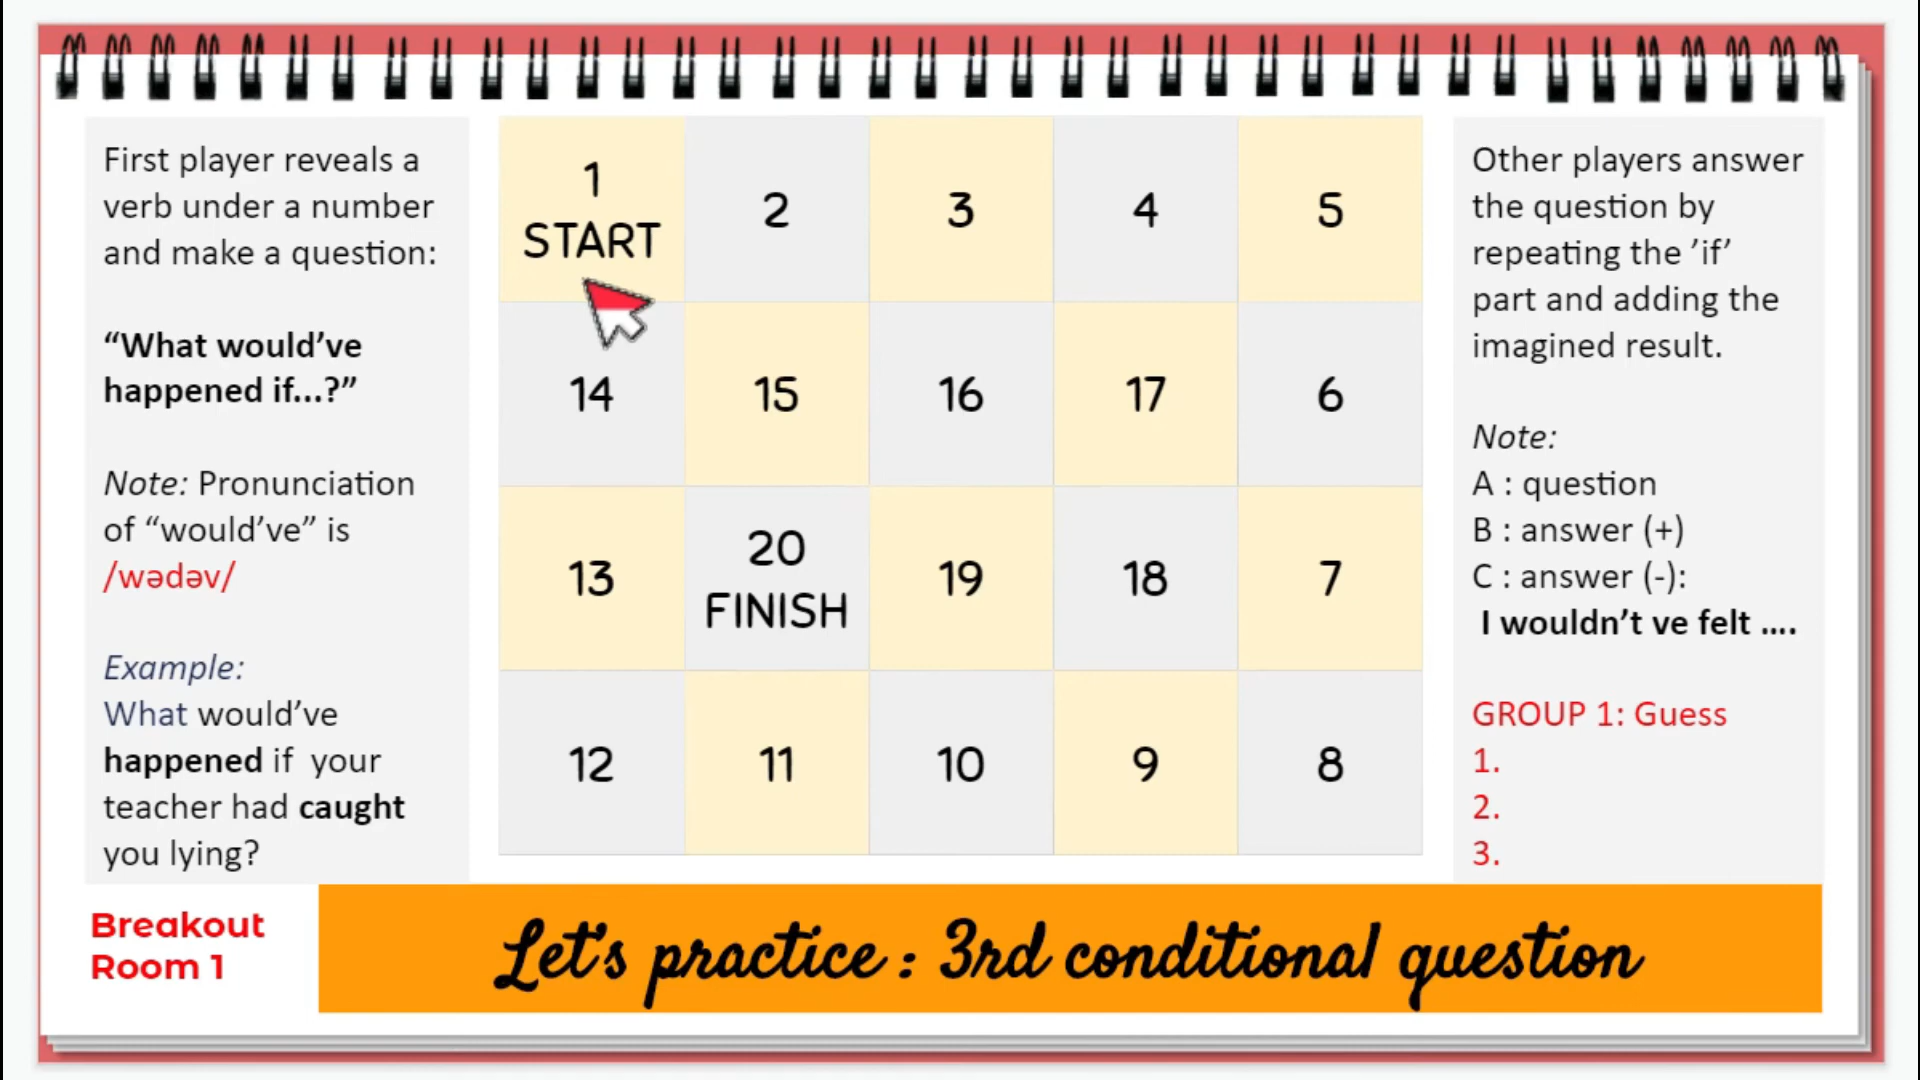 First player reveals a
verb under a number
and make a question:
“What would’ve
happened if...?”
Note: Pronunciation
of “would’ve” is
/wədəv/
Example:
What would’ve
happened if your
teacher had caught
you lying?
1
START
2
3
4
5
14
15
16
17
6
13
20
FINISH
19
18
7
12
11
10
9
8
Other players answer
the question by
repeating the ’if’
part and adding the
imagined result.
Note:
A : question
B : answer (+)
C : answer (-):
I wouldn’t ve felt ....
GROUP 1: Guess
1.
2.
3.
Breakout
Room 1
Let's practice : 3rd conditional question